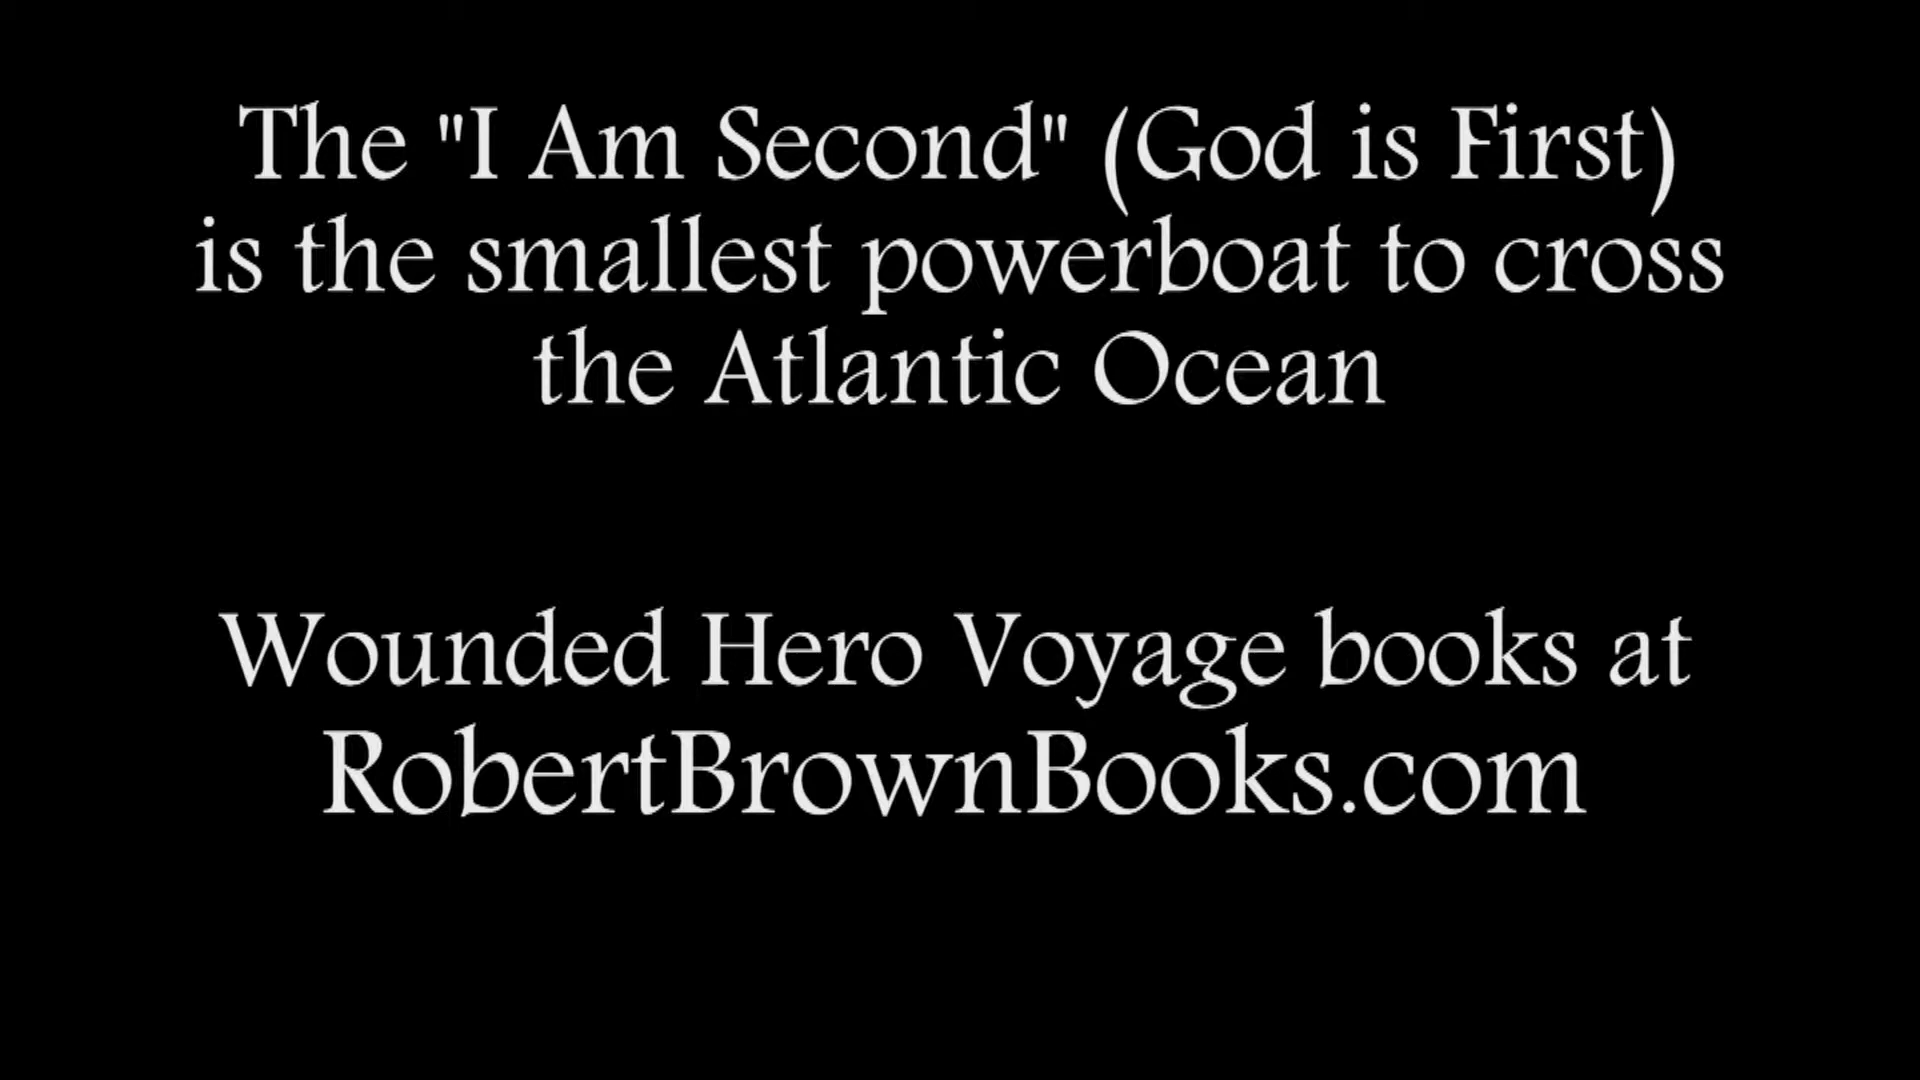 The "I Am Second" (God is First)
is the smallest powerboat to cross
the Atlantic Ocean
Wounded Hero Voyage books at
RobertBrownBooks.com